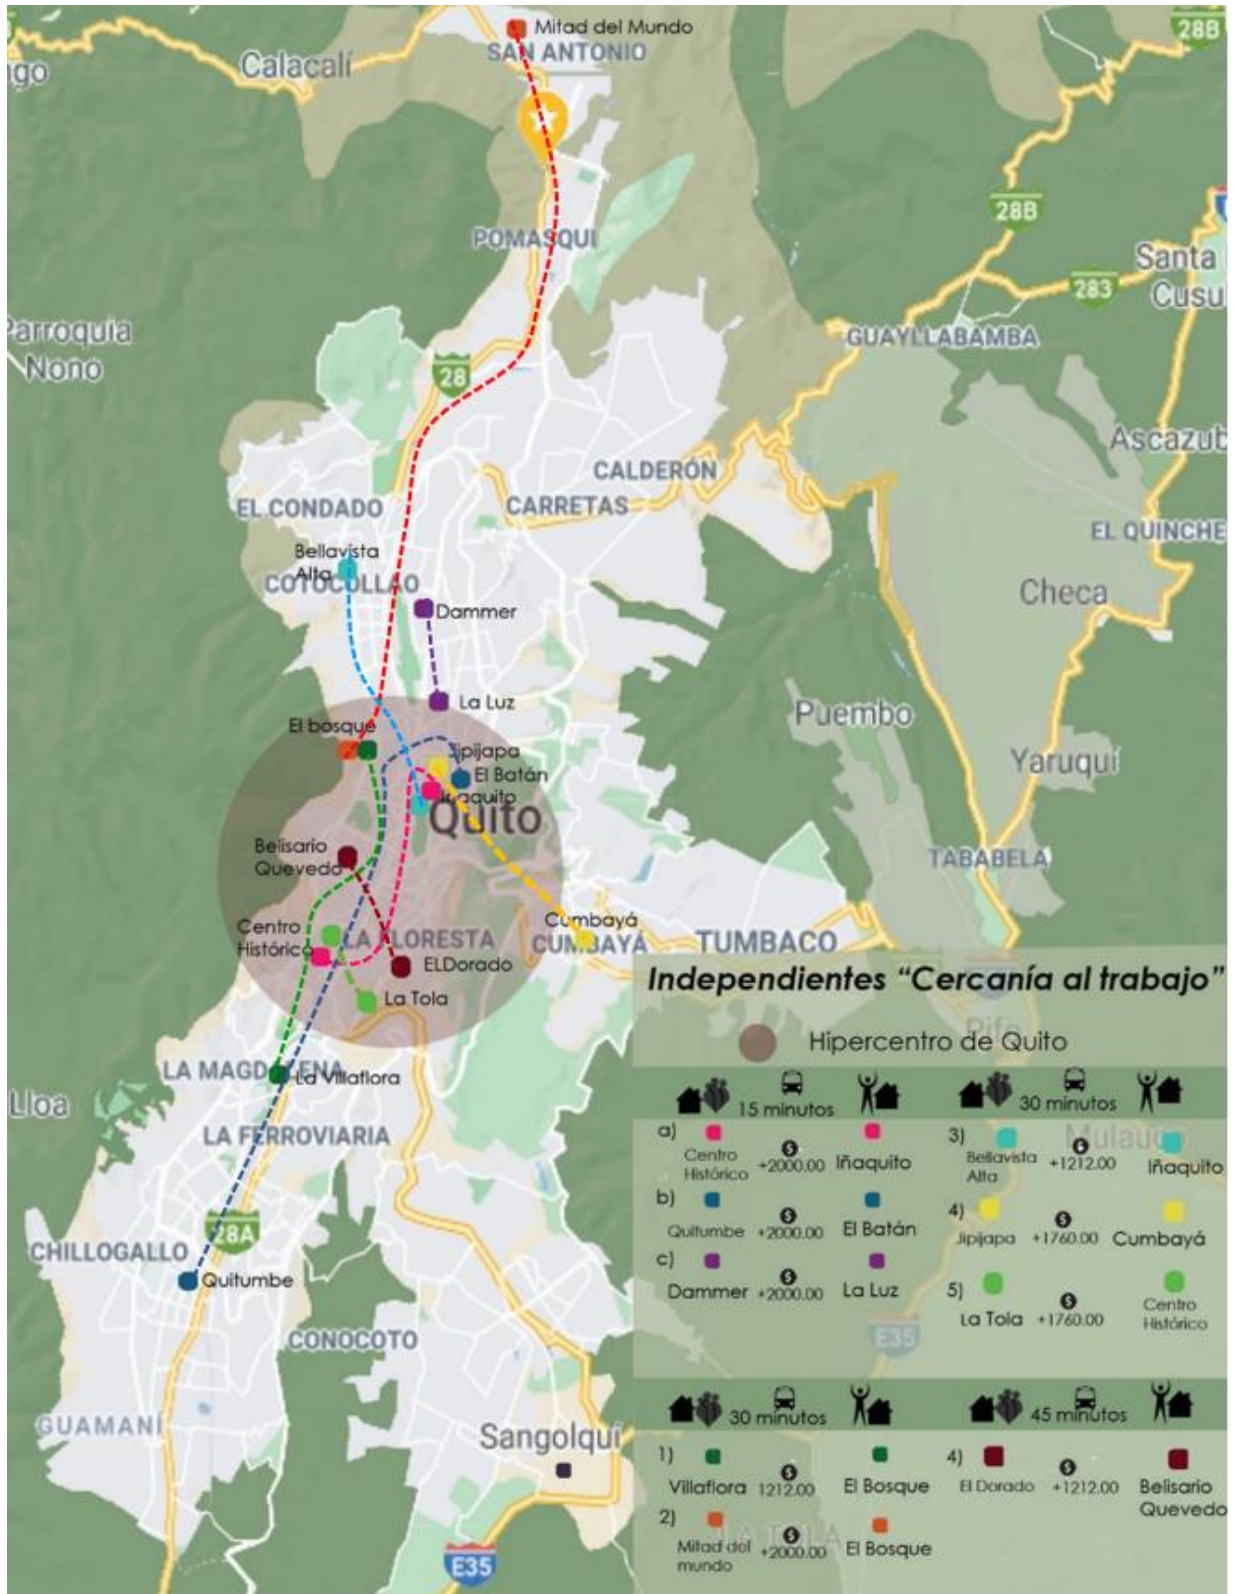 Mitad del Mundo
SAN ANTONIO
28B
Calacalí
ngo
28B
POMASQUI
283
Santa
Cusu
Parroquia
Nono
GUAYLLABAMBA
28
Ascazub
CALDERÓN
CARRETAS
EL CONDADO
EL QUINCHE
Bellavista
Alta
COTOCOLLAO
Dammer
Checa
La Luz
Puembo
El bosque
Jipijapa
El Batán
Iñaquito
Yaruquí
Quito
Belisario
Quevedo
TABABELA
Centro
Histórico
LA FLORESTA
Cumbayá
CUMBAYÁ
TUMBACO
ELDorado
La Tola
Independientes “Cercanía al trabajo”
Pifo
Hipercentro de Quito
LA MAGDALENA
La Villaflora
Lloa
LA FERROVIARIA
28A
CHILLOGALLO
Quitumbe
CONOCOTO
GUAMANÍ
Sangolquí
E35
15 minutos
a)
Centro
Histórico
+2000.00
Iñaquito
b)
Quitumbe
+2000.00
El Batán
c)
Dammer
+2000.00
La Luz
30 minutos
3)
Bellavista
Alta
+1212.00
Iñaquito
4)
Jipijapa
+1760.00
Cumbayá
5)
La Tola
+1760.00
Centro
Histórico
E35
30 minutos
1)
Villaflora
1212.00
El Bosque
2)
Mitad del
mundo
+2000.00
El Bosque
45 minutos
4)
El Dorado
+1212.00
Belisario
Quevedo